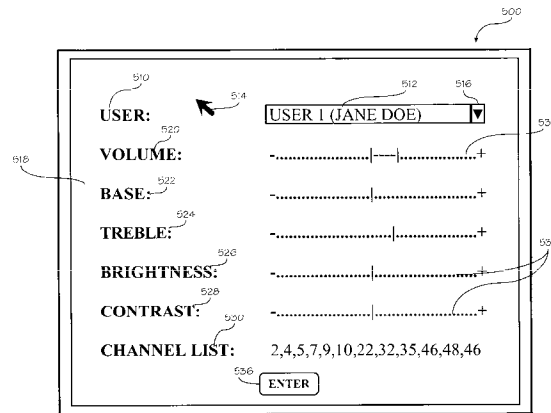 500
510 514 512 516
USER: USER 1 (JANE DOE) ▼
520 53
VOLUME: -....................|----|................+
518 522
BASE: -....................|......................+
524
TREBLE: -.........................|.................+
526 53
BRIGHTNESS: -....................|......................+
528
CONTRAST: -....................|......................+
530
CHANNEL LIST: 2,4,5,7,9,10,22,32,35,46,48,46
536 ENTER